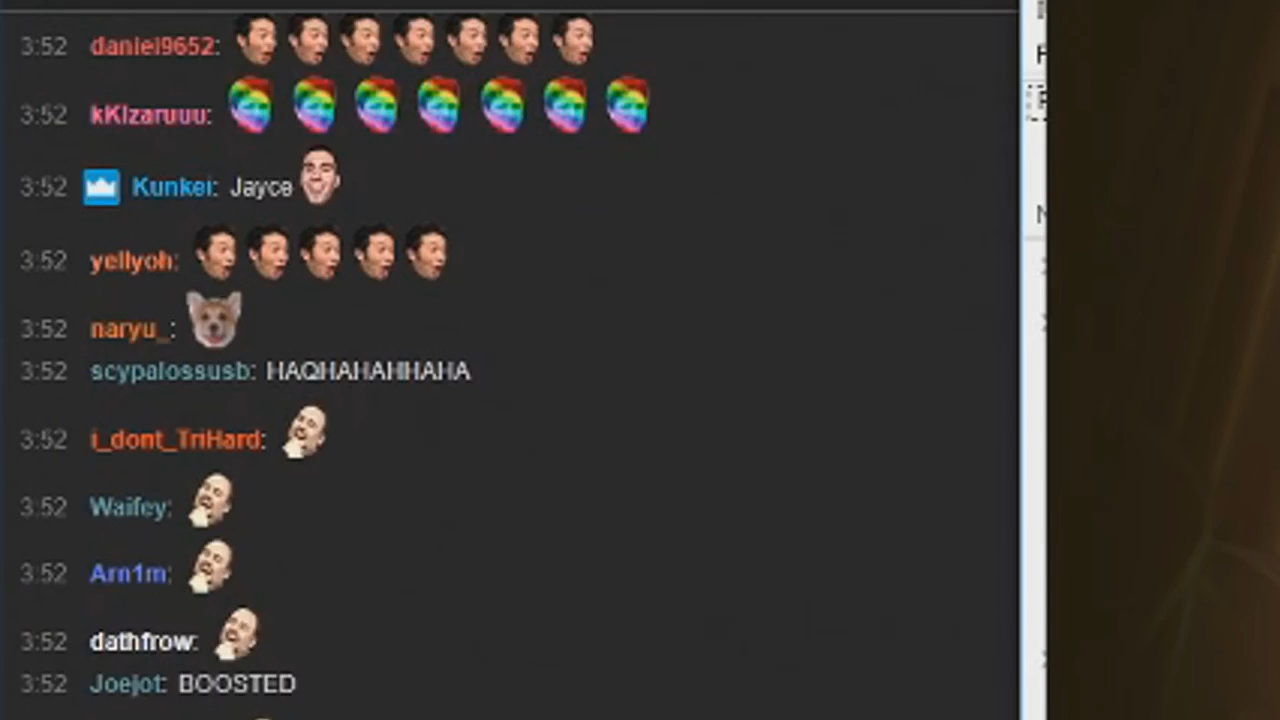 3:52 daniel9652:
3:52 kKIzaruuu:
3:52 Kunkei: Jayce
3:52 yellyoh:
3:52 naryu_:
3:52 scypalossusb: HAQHAHAHHAHA
3:52 i_dont_TriHard:
3:52 Waifey:
3:52 Arn1m:
3:52 dathfrow:
3:52 Joejot: BOOSTED